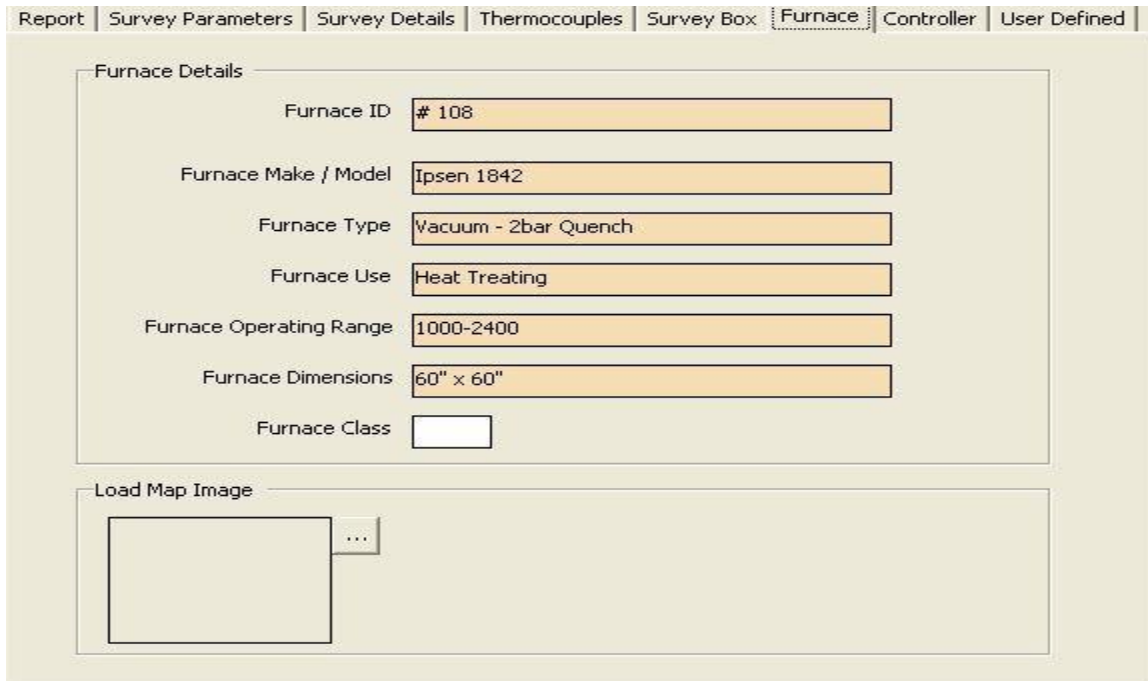 Report Survey Parameters Survey Details Thermocouples Survey Box Furnace Controller User Defined
Furnace Details
Furnace ID # 108
Furnace Make / Model Ipsen 1842
Furnace Type Vacuum - 2bar Quench
Furnace Use Heat Treating
Furnace Operating Range 1000-2400
Furnace Dimensions 60" x 60"
Furnace Class
Load Map Image
...